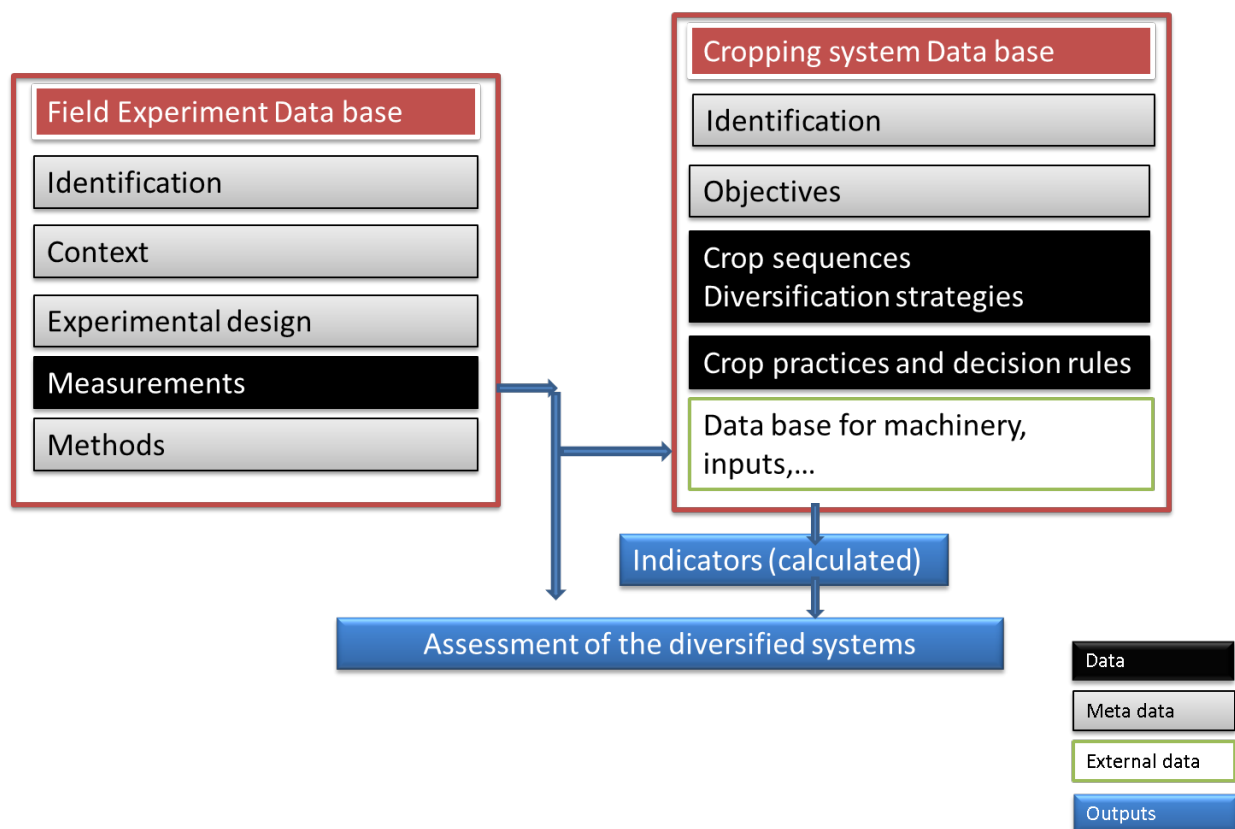 Field Experiment Data base
Identification
Context
Experimental design
Measurements
Methods
Cropping system Data base
Identification
Objectives
Crop sequences
Diversification strategies
Crop practices and decision rules
Data base for machinery,
inputs,...
Indicators (calculated)
Assessment of the diversified systems
Data
Meta data
External data
Outputs